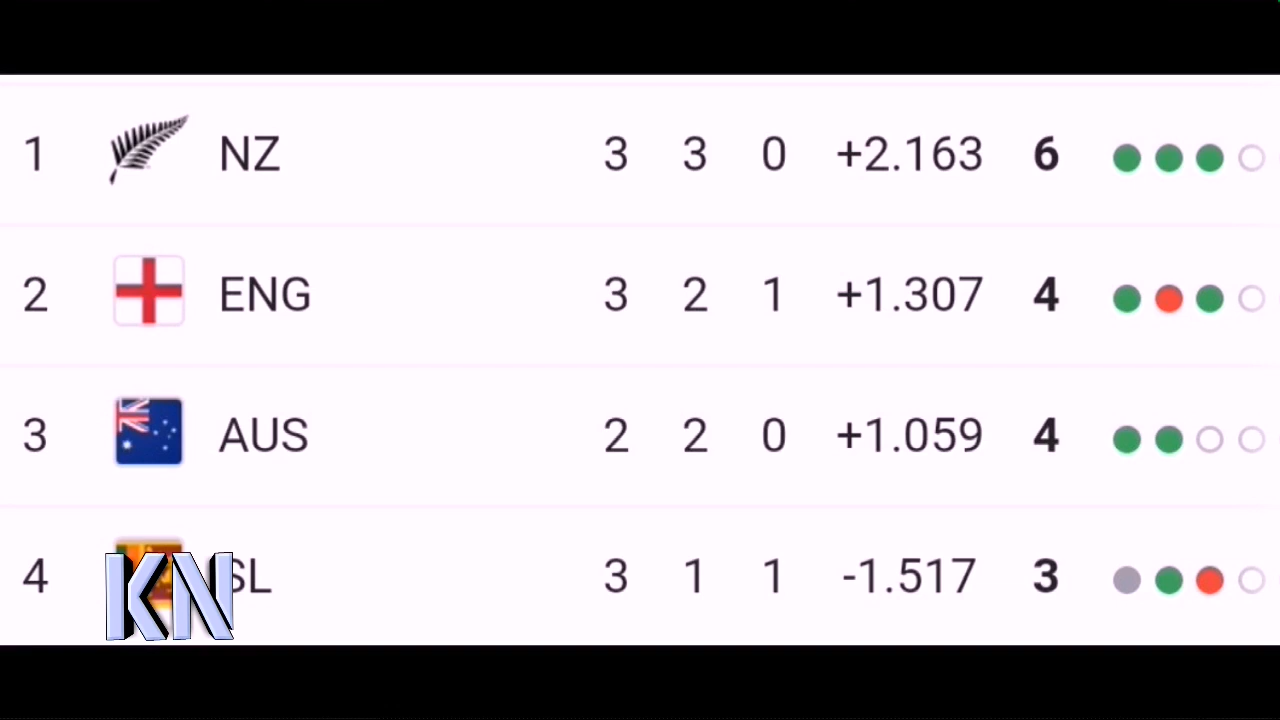 1 NZ 3 3 0 +2.163 6
2 ENG 3 2 1 +1.307 4
3 AUS 2 2 0 +1.059 4
4 SL 3 1 1 -1.517 3
KN